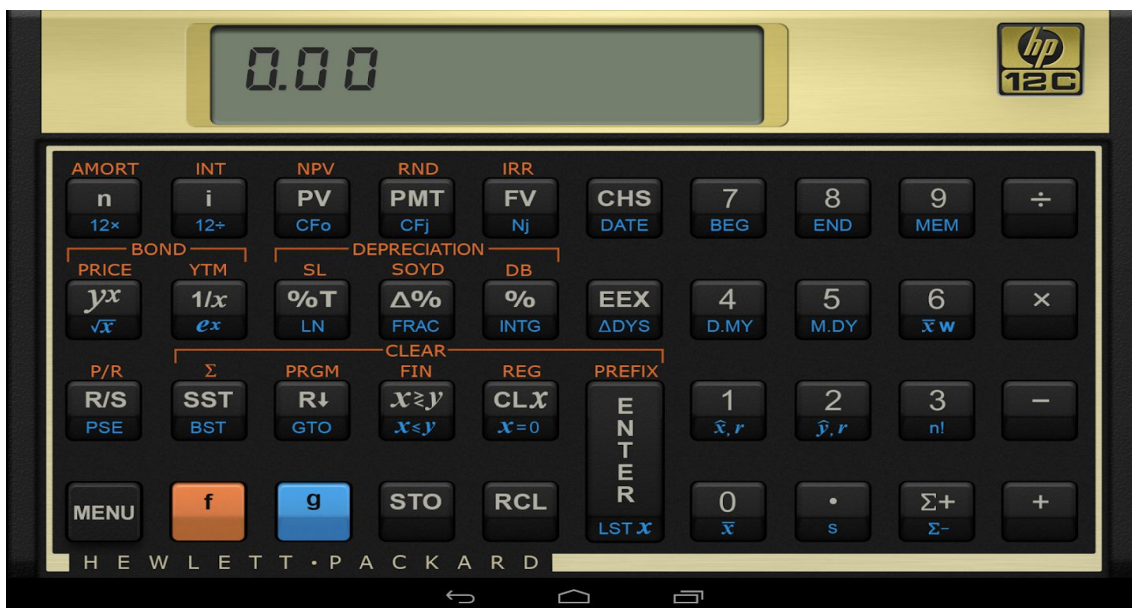 0.00
hp
12C
AMORT INT NPV RND IRR
n i PV PMT FV CHS 7 8 9 ÷
12× 12÷ CFo CFj Nj DATE BEG END MEM
BOND DEPRECIATION
PRICE YTM SL SOYD DB
yx 1/x %T Δ% % EEX 4 5 6 ×
√x ex LN FRAC INTG ΔDYS D.MY M.DY x̅ w
CLEAR
P/R Σ PRGM FIN REG PREFIX
R/S SST R↓ x≷y CLx ENTER 1 2 3 −
PSE BST GTO x≤y x=0 x̂, r ŷ, r n!
MENU f g STO RCL 0 • Σ+ +
LST x x̅ s Σ−
HEWLETT • PACKARD